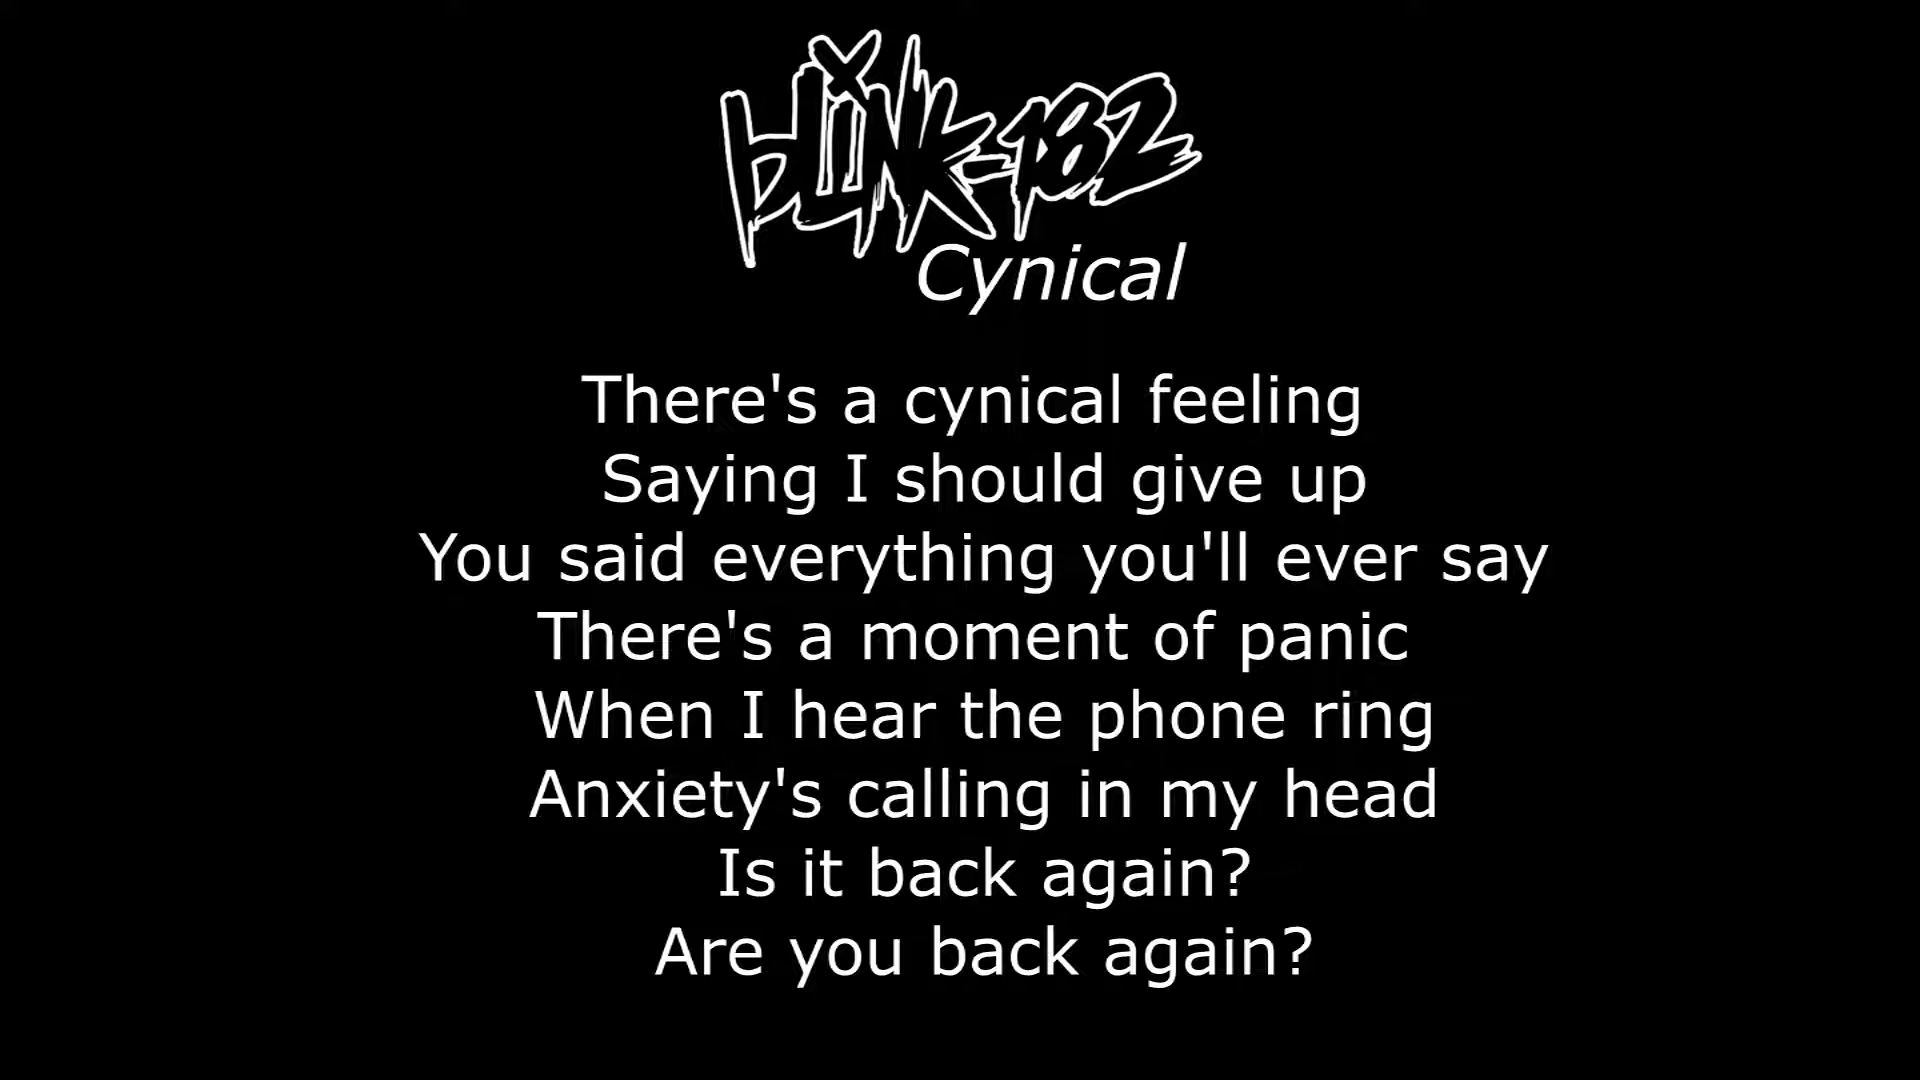 blink-182
Cynical
There's a cynical feeling
Saying I should give up
You said everything you'll ever say
There's a moment of panic
When I hear the phone ring
Anxiety's calling in my head
Is it back again?
Are you back again?